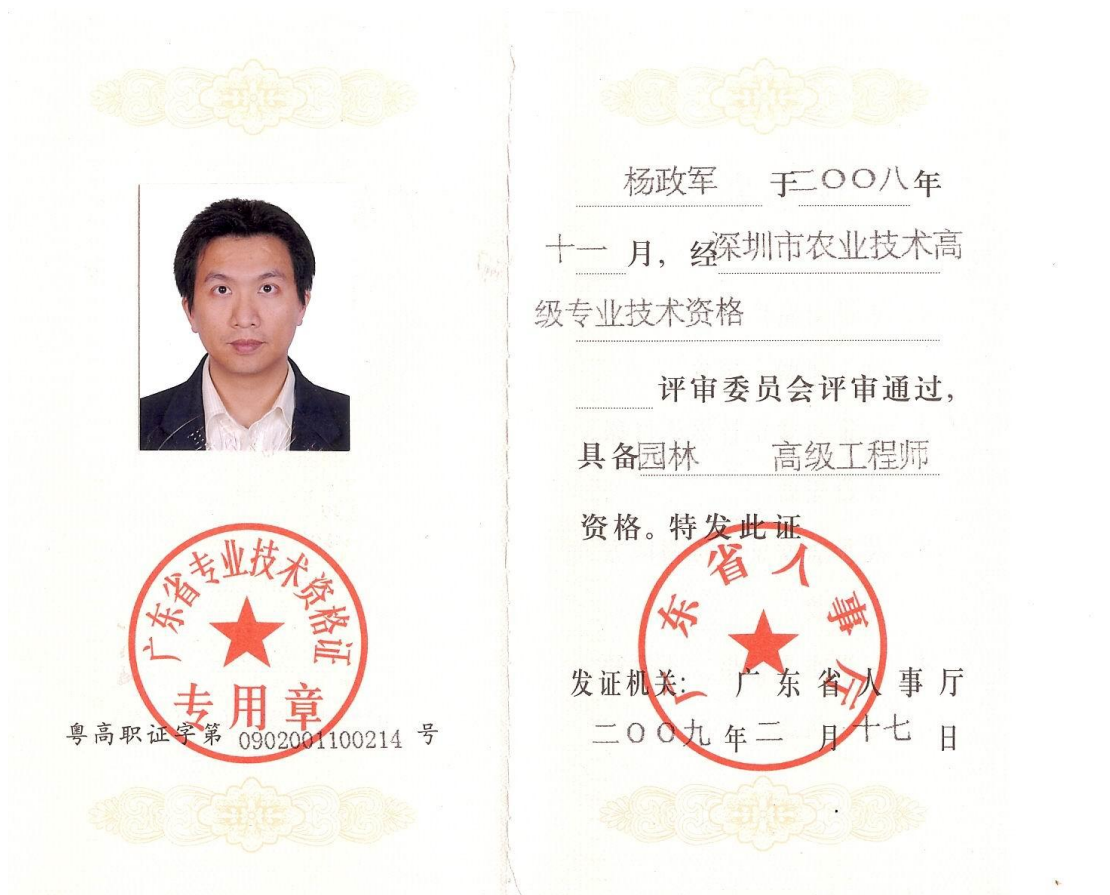 广东省专业技术资格证
专用章
粤高职证字第 0902001100214 号
杨政军 于二〇〇八年
十一月，经深圳市农业技术高
级专业技术资格
评审委员会评审通过，
具备园林 高级工程师
资格。特发此证
广东省人事厅
发证机关：广东省人事厅
二〇〇九年二月十七日